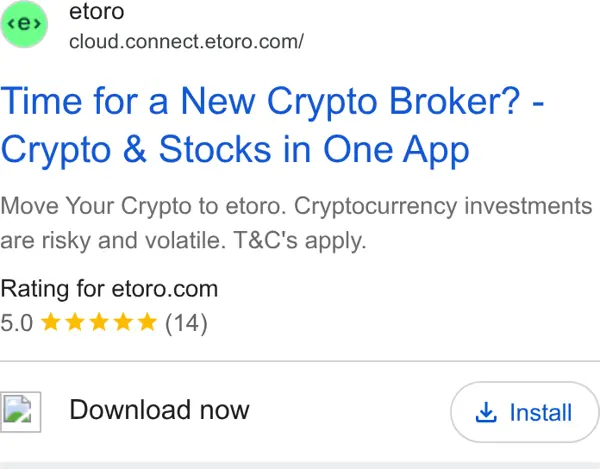 <e>
etoro
cloud.connect.etoro.com/
Time for a New Crypto Broker? -
Crypto & Stocks in One App
Move Your Crypto to etoro. Cryptocurrency investments
are risky and volatile. T&C's apply.
Rating for etoro.com
5.0 ★★★★★ (14)
Download now
Install